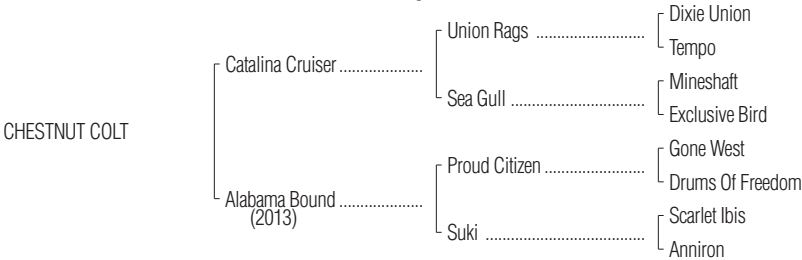 Dixie Union
Union Rags ..........................
Tempo
Catalina Cruiser ....................
Mineshaft
Sea Gull ................................
Exclusive Bird
CHESTNUT COLT
Gone West
Proud Citizen ........................
Drums Of Freedom
Alabama Bound ...................
(2013)
Scarlet Ibis
Suki ......................................
Anniron